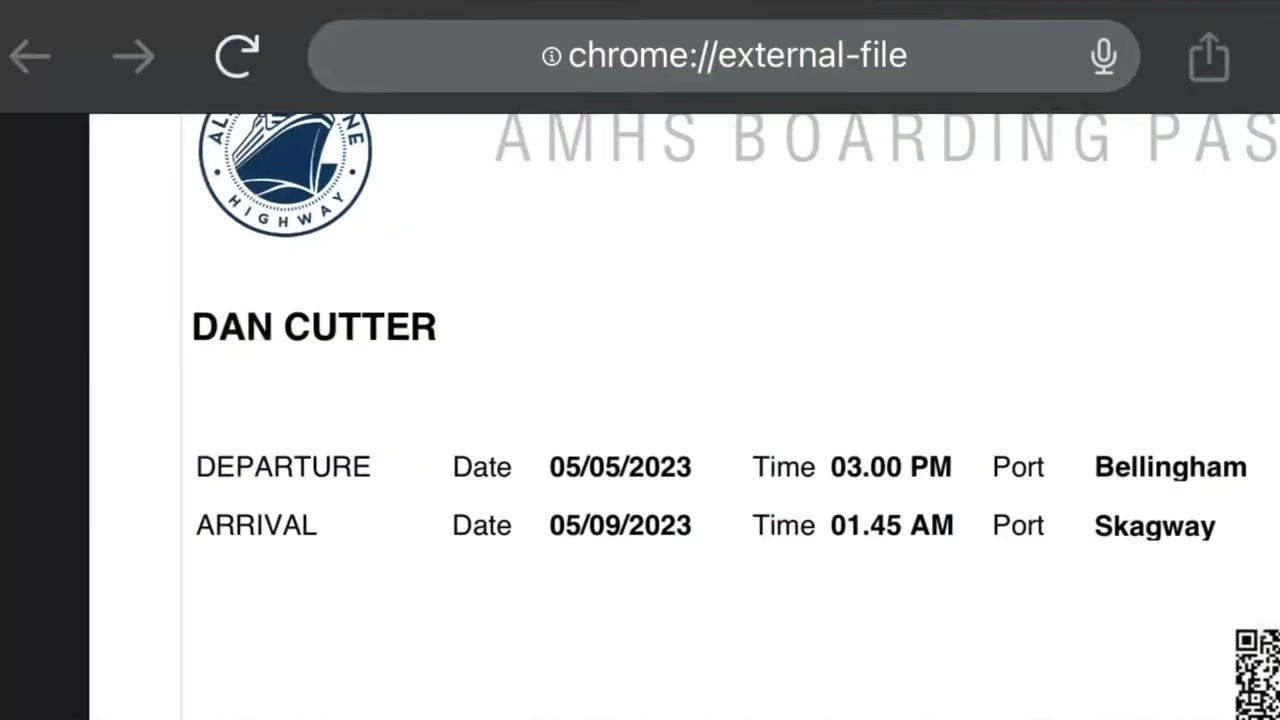 chrome://external-file
AMHS BOARDING PAS
HIGHWAY
DAN CUTTER
DEPARTURE Date 05/05/2023 Time 03.00 PM Port Bellingham
ARRIVAL Date 05/09/2023 Time 01.45 AM Port Skagway